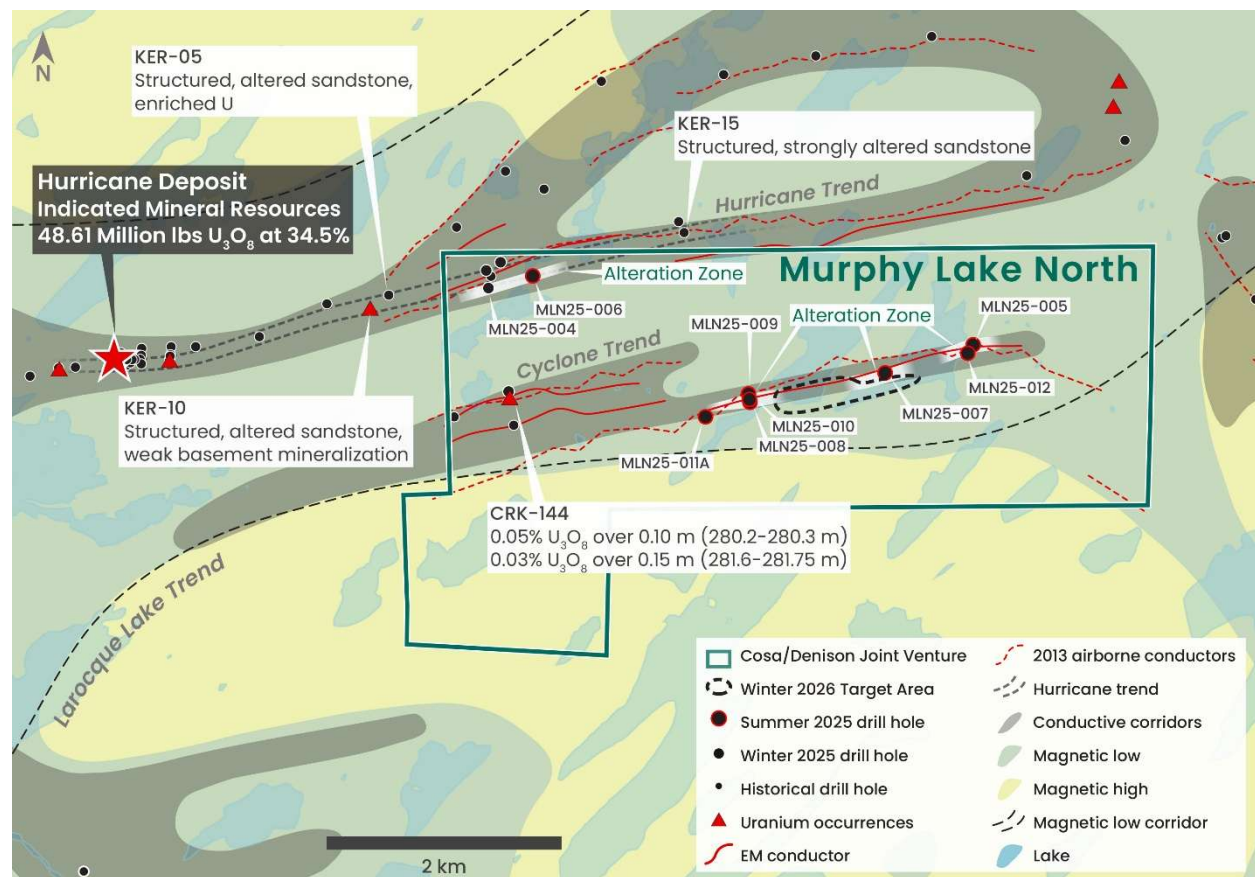 N
KER-05
Structured, altered sandstone,
enriched U
KER-15
Structured, strongly altered sandstone
Hurricane Deposit
Indicated Mineral Resources
48.61 Million lbs U₃O₈ at 34.5%
Hurricane Trend
Alteration Zone
Murphy Lake North
MLN25-006
MLN25-004
MLN25-009
Alteration Zone
MLN25-005
Cyclone Trend
MLN25-012
MLN25-007
MLN25-010
MLN25-008
MLN25-011A
KER-10
Structured, altered sandstone,
weak basement mineralization
CRK-144
0.05% U₃O₈ over 0.10 m (280.2-280.3 m)
0.03% U₃O₈ over 0.15 m (281.6-281.75 m)
Larocque Lake Trend
Cosa/Denison Joint Venture
Winter 2026 Target Area
Summer 2025 drill hole
Winter 2025 drill hole
Historical drill hole
Uranium occurrences
EM conductor
2013 airborne conductors
Hurricane trend
Conductive corridors
Magnetic low
Magnetic high
Magnetic low corridor
Lake
2 km